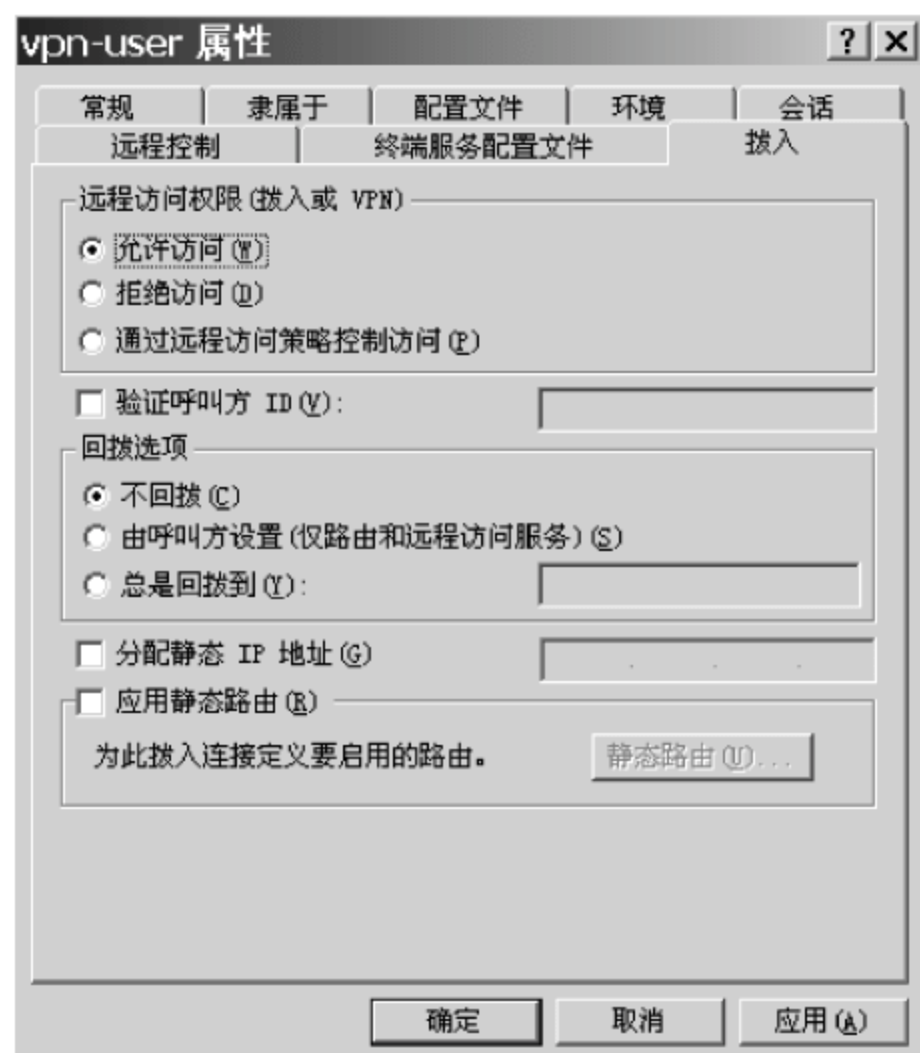 vpn-user 属性
常规 隶属于 配置文件 环境 会话
远程控制 终端服务配置文件 拨入
远程访问权限(拨入或 VPN)
允许访问(W)
拒绝访问(D)
通过远程访问策略控制访问(P)
验证呼叫方 ID(V):
回拨选项
不回拨(C)
由呼叫方设置(仅路由和远程访问服务)(S)
总是回拨到(Y):
分配静态 IP 地址(G)
应用静态路由(R)
为此拨入连接定义要启用的路由。 静态路由(U)...
确定 取消 应用(A)